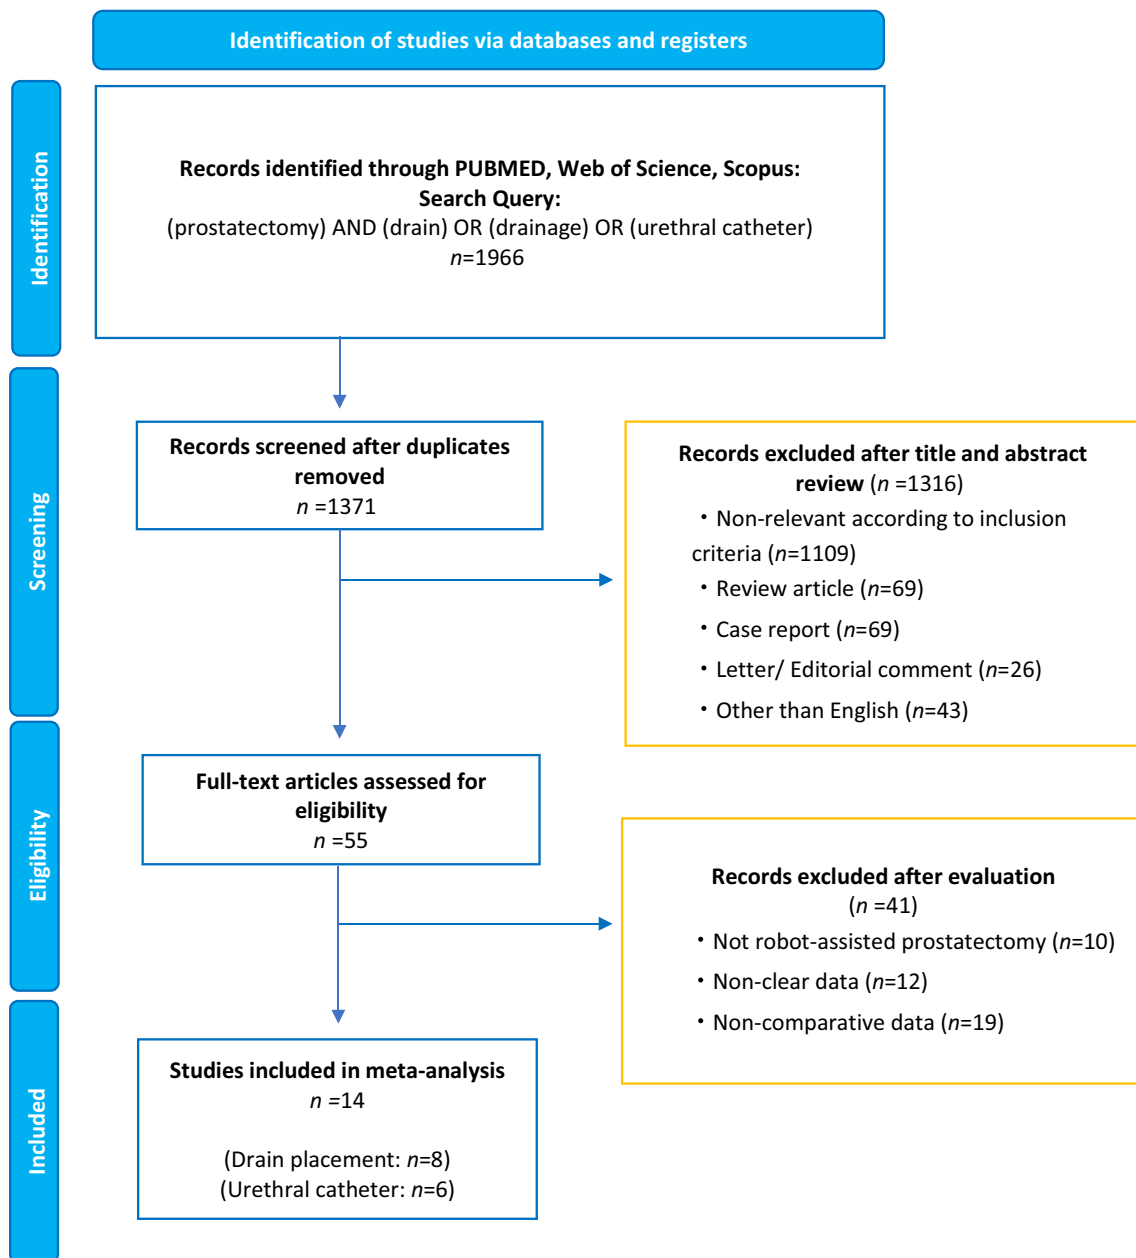 Identification of studies via databases and registers
Identification
Records identified through PUBMED, Web of Science, Scopus:
Search Query:
(prostatectomy) AND (drain) OR (drainage) OR (urethral catheter)
n=1966
Screening
Records screened after duplicates
removed
n =1371
Records excluded after title and abstract
review (n =1316)
・Non-relevant according to inclusion
criteria (n=1109)
・Review article (n=69)
・Case report (n=69)
・Letter/ Editorial comment (n=26)
・Other than English (n=43)
Eligibility
Full-text articles assessed for
eligibility
n =55
Records excluded after evaluation
(n =41)
・Not robot-assisted prostatectomy (n=10)
・Non-clear data (n=12)
・Non-comparative data (n=19)
Included
Studies included in meta-analysis
n =14
(Drain placement: n=8)
(Urethral catheter: n=6)